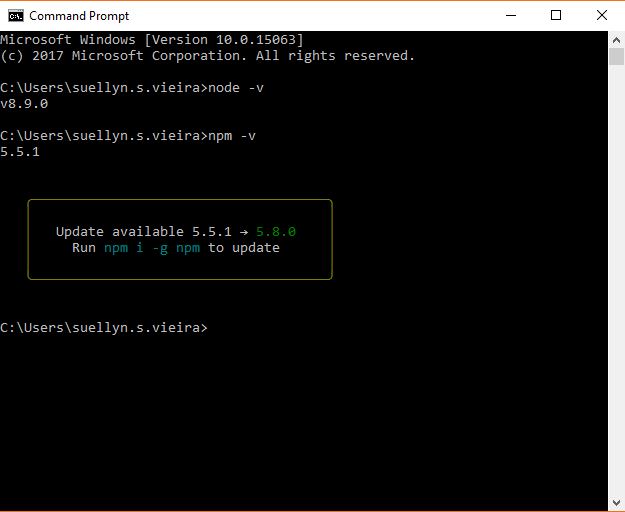 C:\. Command Prompt
Microsoft Windows [Version 10.0.15063]
(c) 2017 Microsoft Corporation. All rights reserved.
C:\Users\suellyn.s.vieira>node -v
v8.9.0
C:\Users\suellyn.s.vieira>npm -v
5.5.1
Update available 5.5.1 → 5.8.0
Run npm i -g npm to update
C:\Users\suellyn.s.vieira>